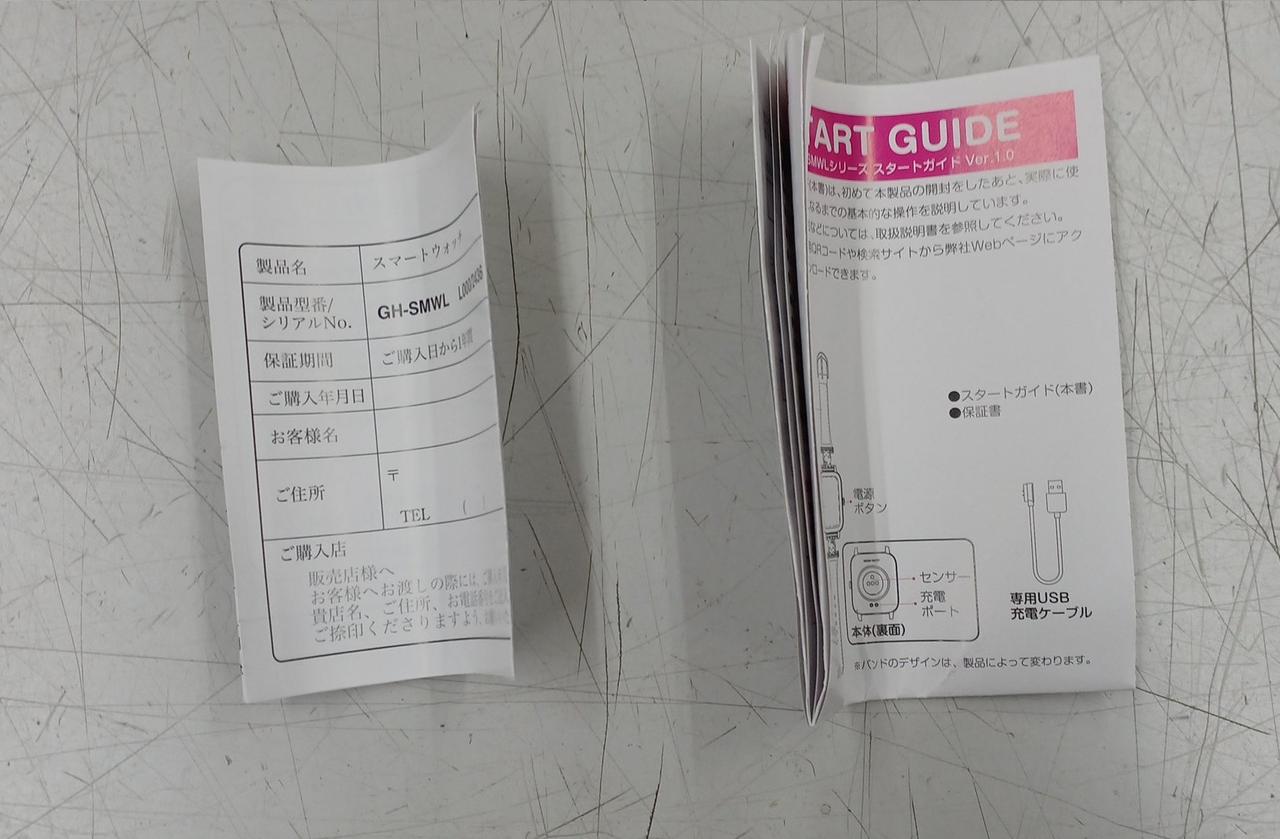 製品名
スマートウォッチ
製品型番/
シリアルNo.
GH-SMWL L0002436
保証期間
ご購入日から1年間
ご購入年月日
お客様名
ご住所
〒
TEL (
ご購入店
販売店様へ
お客様へお渡しの際には、
貴店名、ご住所、お電話
ご捺印くださりますよう、
TART GUIDE
SMWLシリーズ スタートガイド Ver.1.0
(本書)は、初めて本製品の開封をしたあと、実際に使
なるまでの基本的な操作を説明しています。
などについては、取扱説明書を参照してください。
QRコードや検索サイトから弊社Webページにアク
ロードできます。
●スタートガイド(本書)
●保証書
電源
ボタン
センサー
充電
ポート
本体(裏面)
専用USB
充電ケーブル
※バンドのデザインは、製品によって変わります。